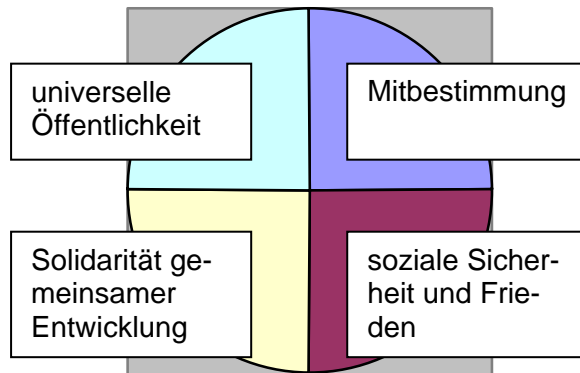 universelle
Öffentlichkeit
Mitbestimmung
Solidarität ge-
meinsamer
Entwicklung
soziale Sicher-
heit und Frie-
den